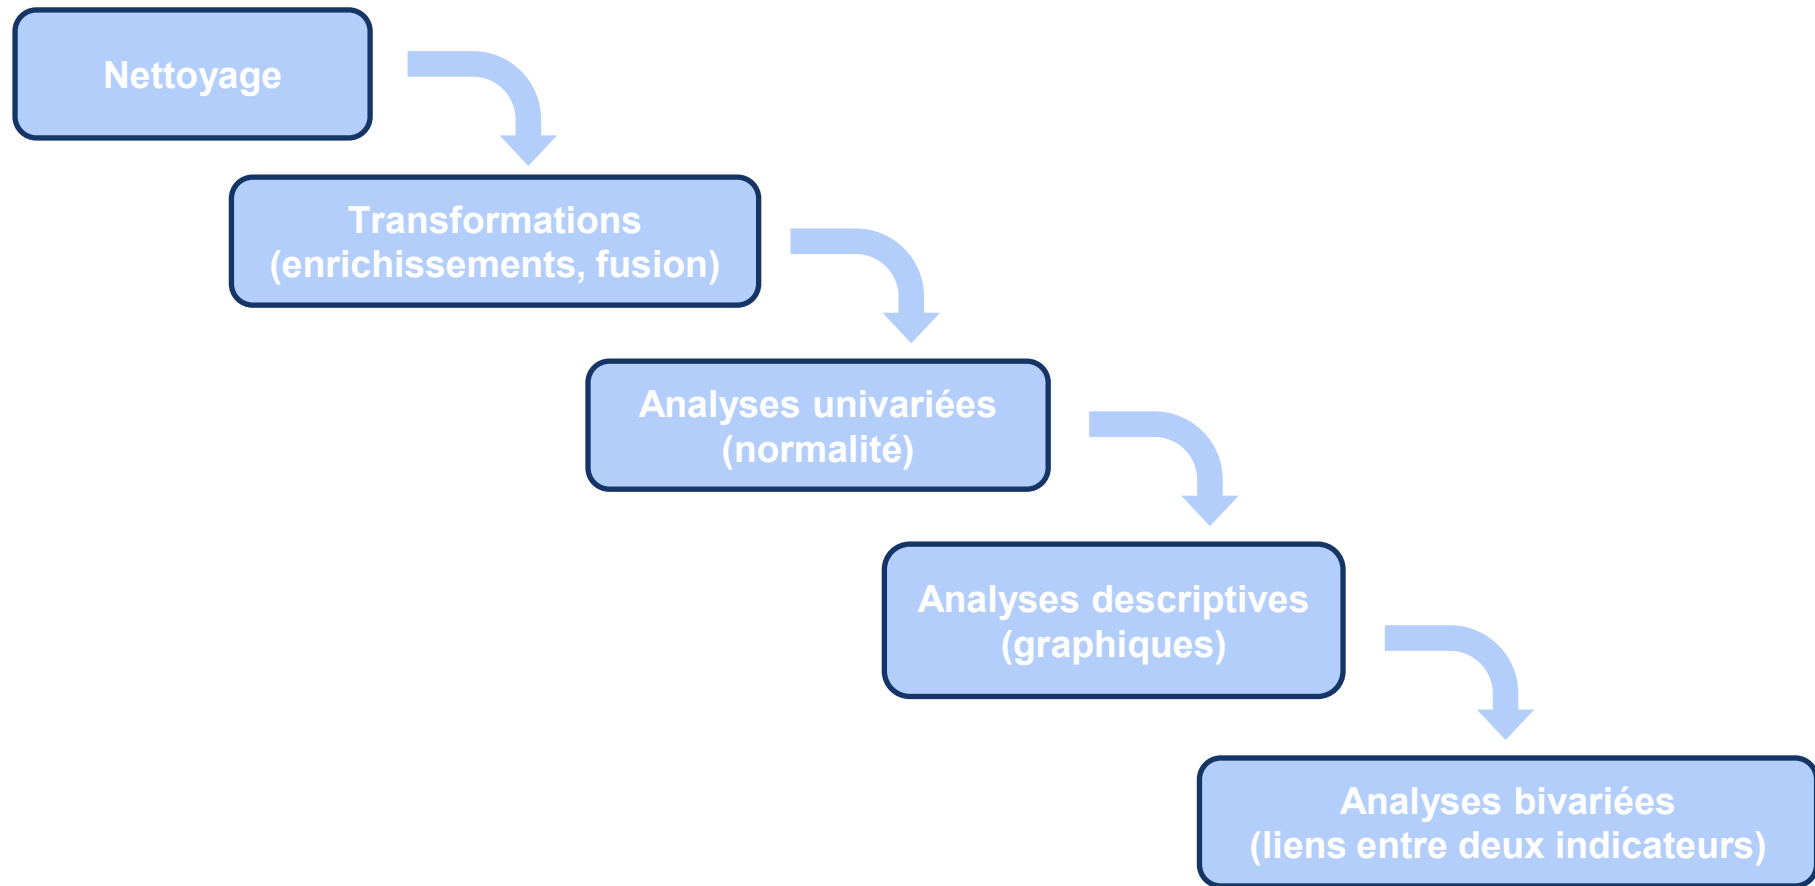 Nettoyage
Transformations
(enrichissements, fusion)
Analyses univariées
(normalité)
Analyses descriptives
(graphiques)
Analyses bivariées
(liens entre deux indicateurs)